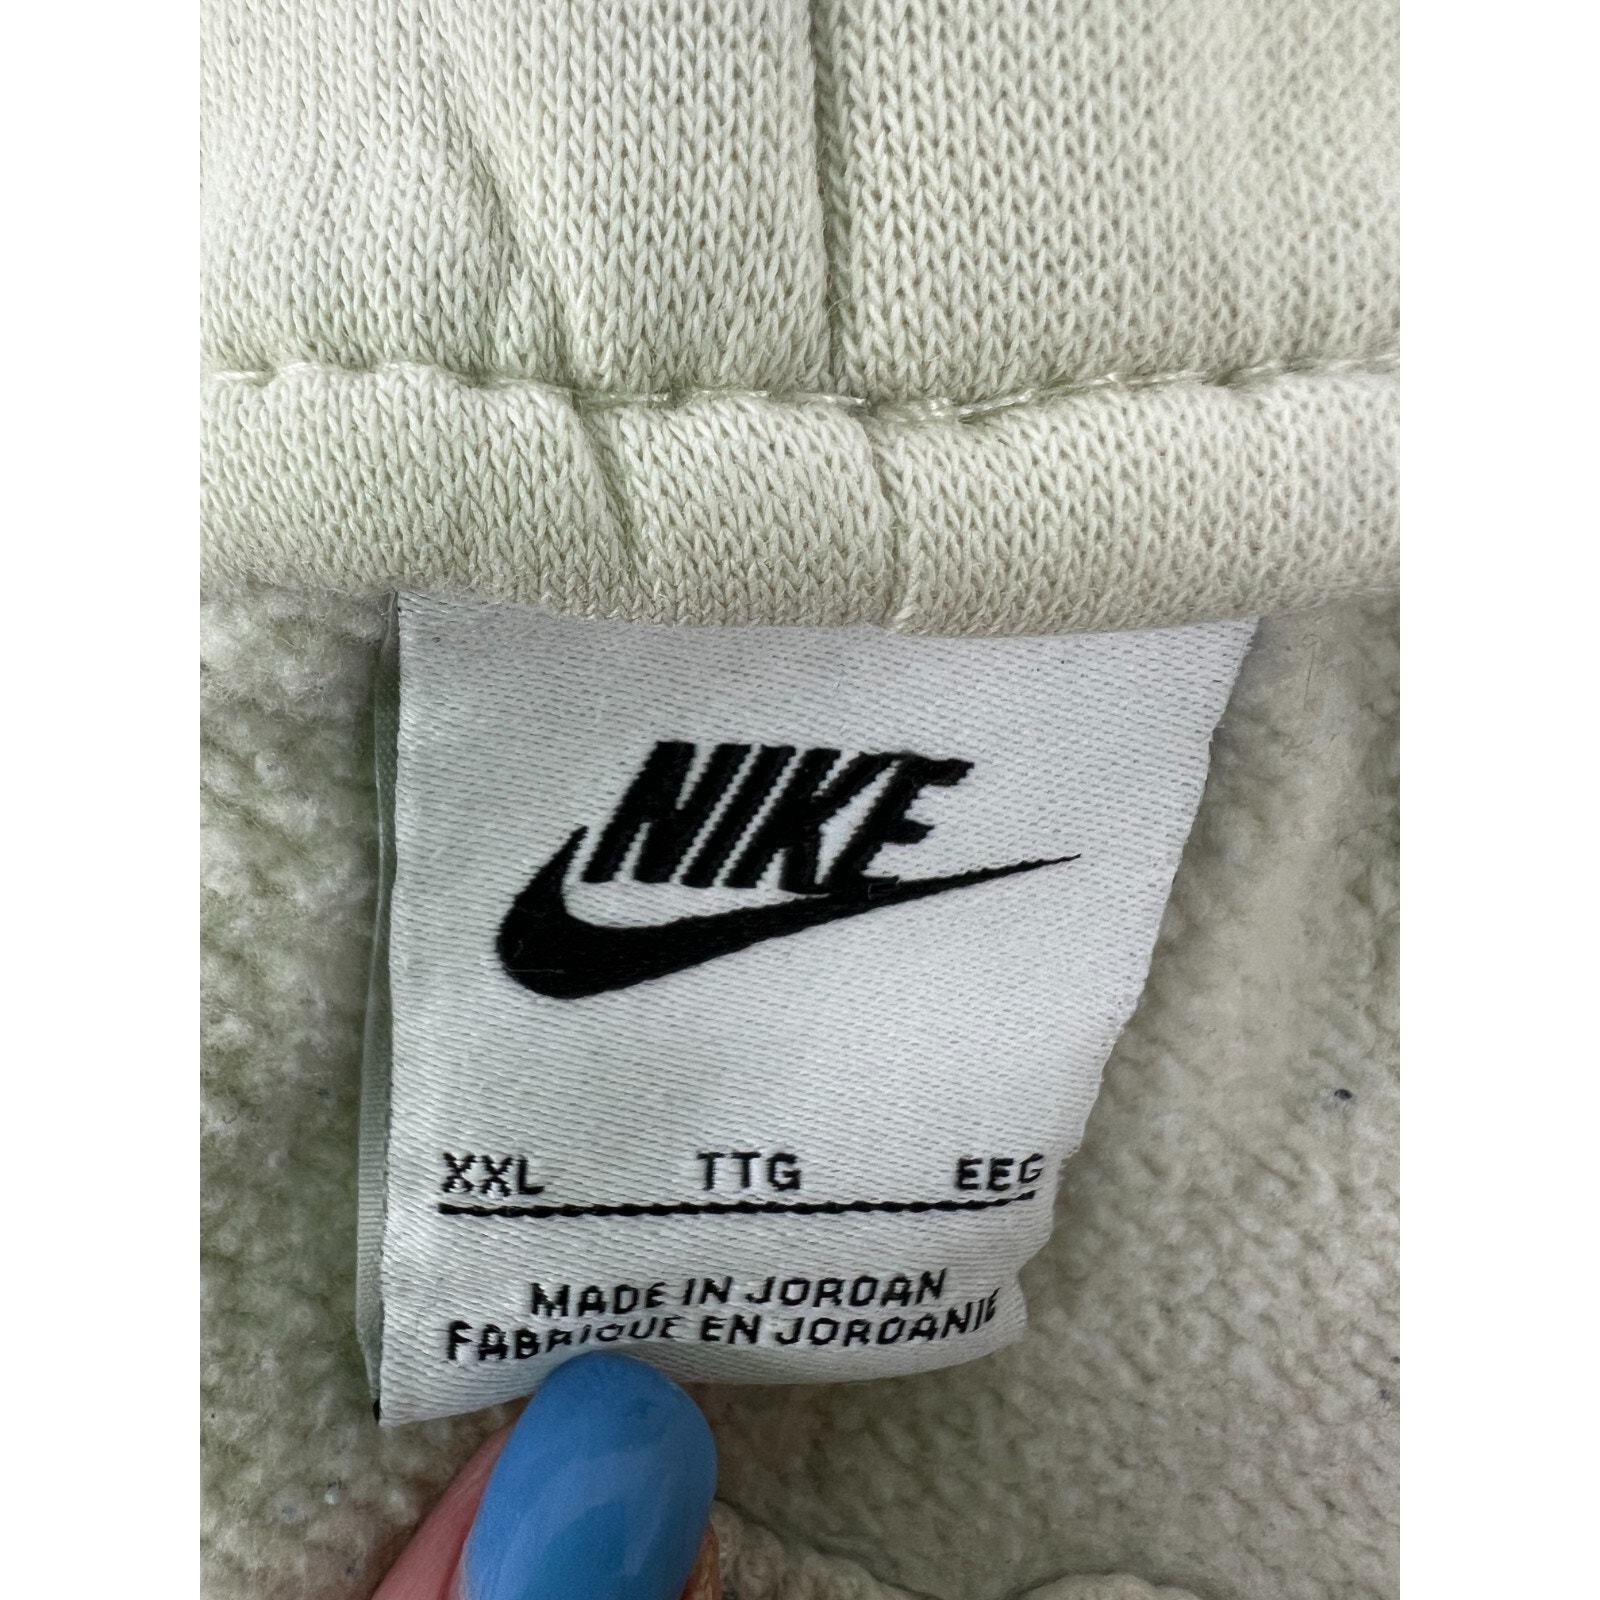 NIKE
XXL TTG EEG
MADE IN JORDAN
FABRIQUE EN JORDANIE